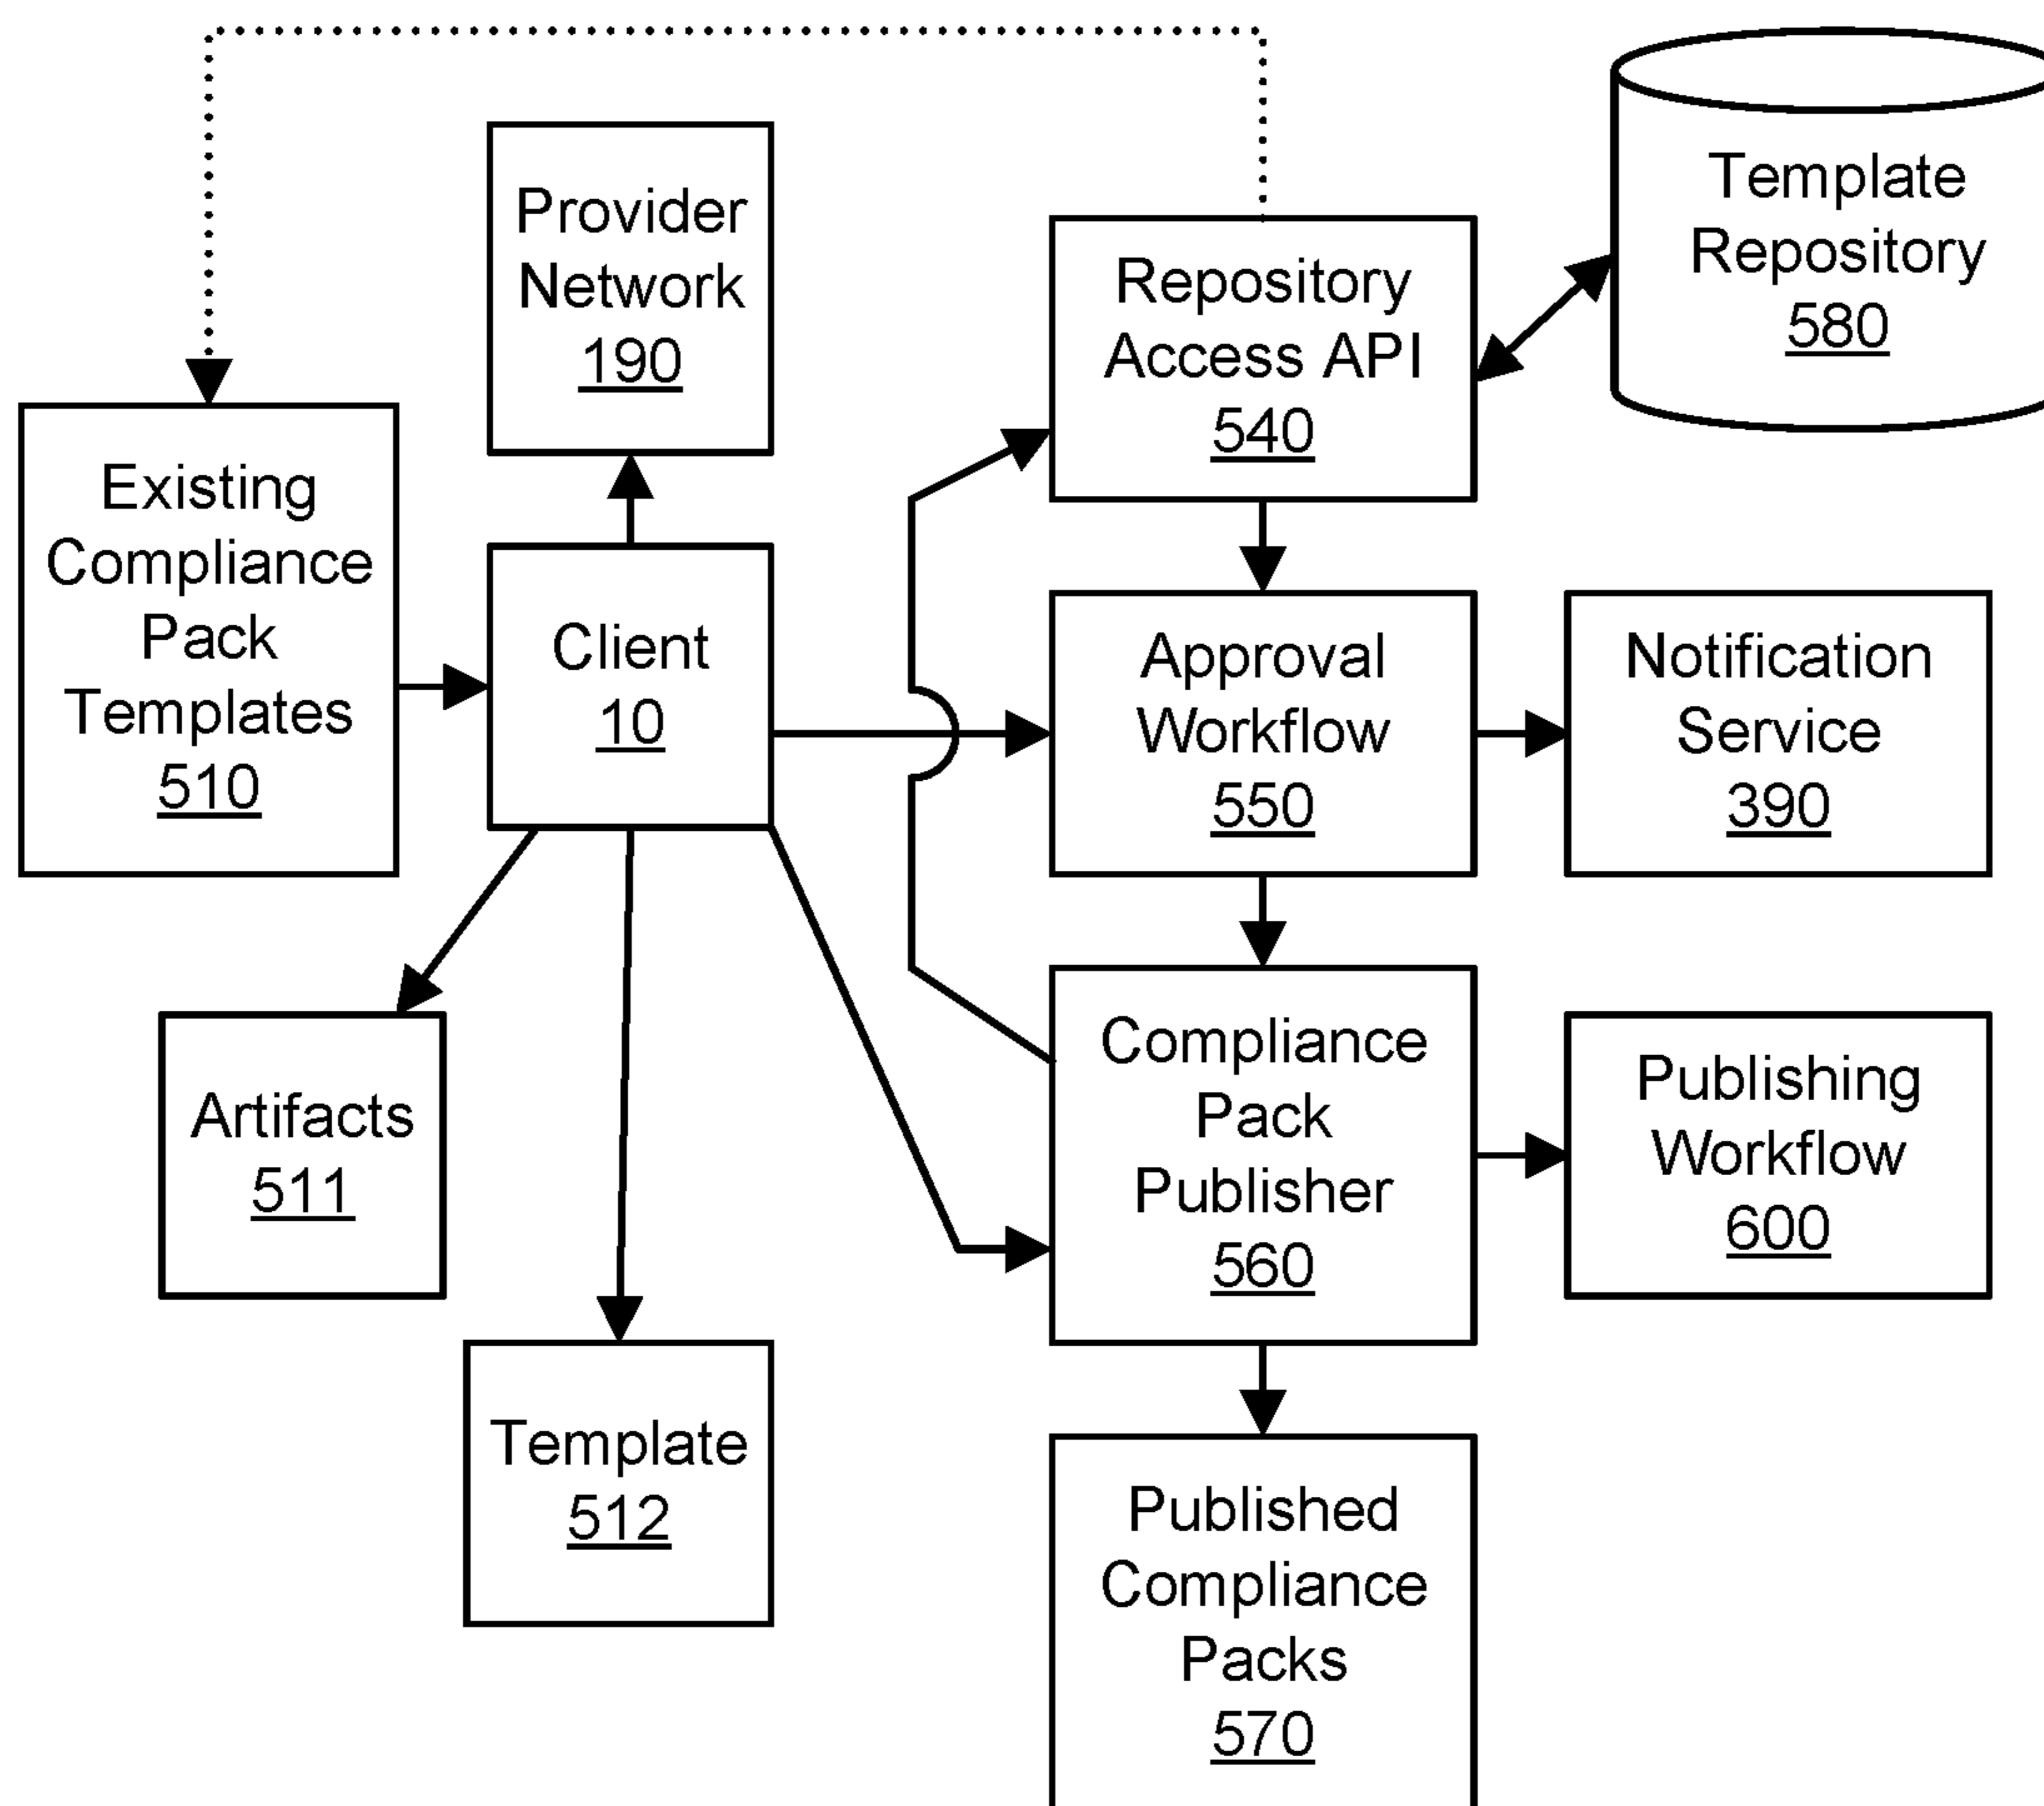 Provider
Network
190
Template
Repository
580
Repository
Access API
540
Existing
Compliance
Pack
Templates
510
Client
10
Approval
Workflow
550
Notification
Service
390
Artifacts
511
Compliance
Pack
Publisher
560
Publishing
Workflow
600
Template
512
Published
Compliance
Packs
570